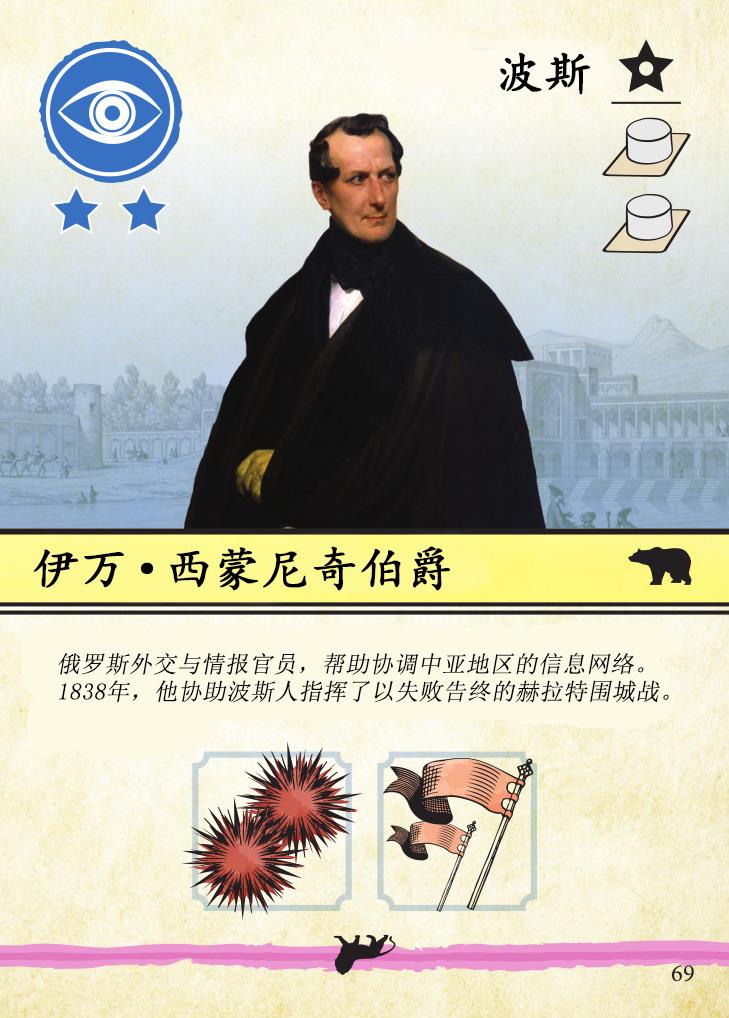 波斯
伊万·西蒙尼奇伯爵
俄罗斯外交与情报官员，帮助协调中亚地区的信息网络。
1838年，他协助波斯人指挥了以失败告终的赫拉特围城战。
69